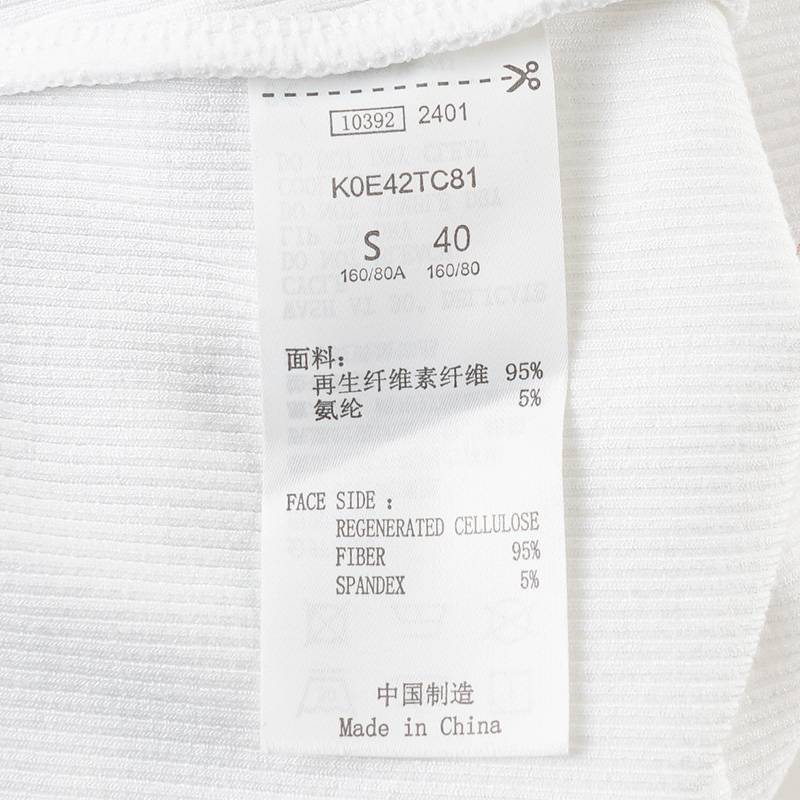 10392 2401
K0E42TC81
S 40
160/80A 160/80
面料：
再生纤维素纤维 95%
氨纶 5%
FACE SIDE :
REGENERATED CELLULOSE
FIBER 95%
SPANDEX 5%
中国制造
Made in China